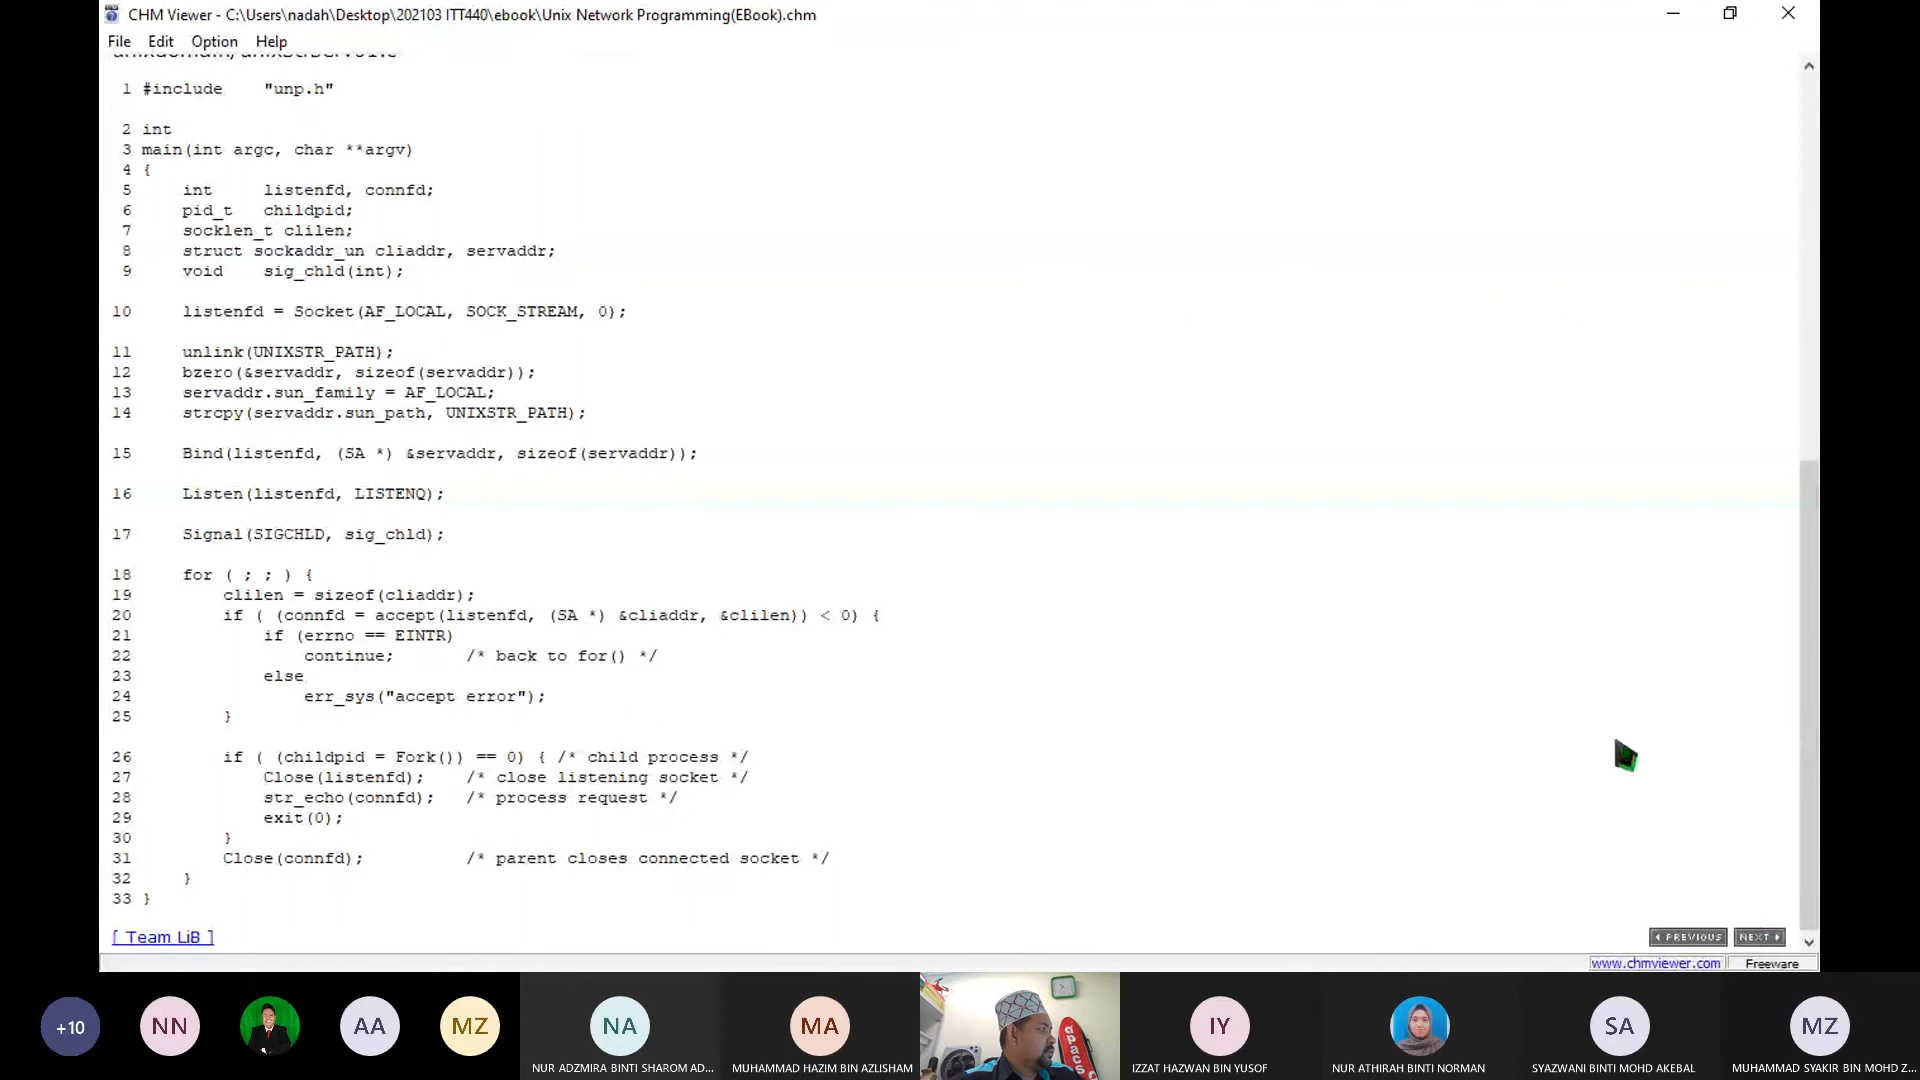 CHM Viewer - C:\Users\nadah\Desktop\202103 ITT440\ebook\Unix Network Programming(EBook).chm
File Edit Option Help
unixdomain/unixstrserv01.c
1 #include "unp.h"
2 int
3 main(int argc, char **argv)
4 {
5 int listenfd, connfd;
6 pid_t childpid;
7 socklen_t clilen;
8 struct sockaddr_un cliaddr, servaddr;
9 void sig_chld(int);
10 listenfd = Socket(AF_LOCAL, SOCK_STREAM, 0);
11 unlink(UNIXSTR_PATH);
12 bzero(&servaddr, sizeof(servaddr));
13 servaddr.sun_family = AF_LOCAL;
14 strcpy(servaddr.sun_path, UNIXSTR_PATH);
15 Bind(listenfd, (SA *) &servaddr, sizeof(servaddr));
16 Listen(listenfd, LISTENQ);
17 Signal(SIGCHLD, sig_chld);
18 for ( ; ; ) {
19 clilen = sizeof(cliaddr);
20 if ( (connfd = accept(listenfd, (SA *) &cliaddr, &clilen)) < 0) {
21 if (errno == EINTR)
22 continue; /* back to for() */
23 else
24 err_sys("accept error");
25 }
26 if ( (childpid = Fork()) == 0) { /* child process */
27 Close(listenfd); /* close listening socket */
28 str_echo(connfd); /* process request */
29 exit(0);
30 }
31 Close(connfd); /* parent closes connected socket */
32 }
33 }
[ Team LiB ]
PREVIOUS NEXT
www.chmviewer.com Freeware
+10 NN AA MZ NA MA IY SA MZ
NUR ADZMIRA BINTI SHAROM AD... MUHAMMAD HAZIM BIN AZLISHAM IZZAT HAZWAN BIN YUSOF NUR ATHIRAH BINTI NORMAN SYAZWANI BINTI MOHD AKEBAL MUHAMMAD SYAKIR BIN MOHD Z...